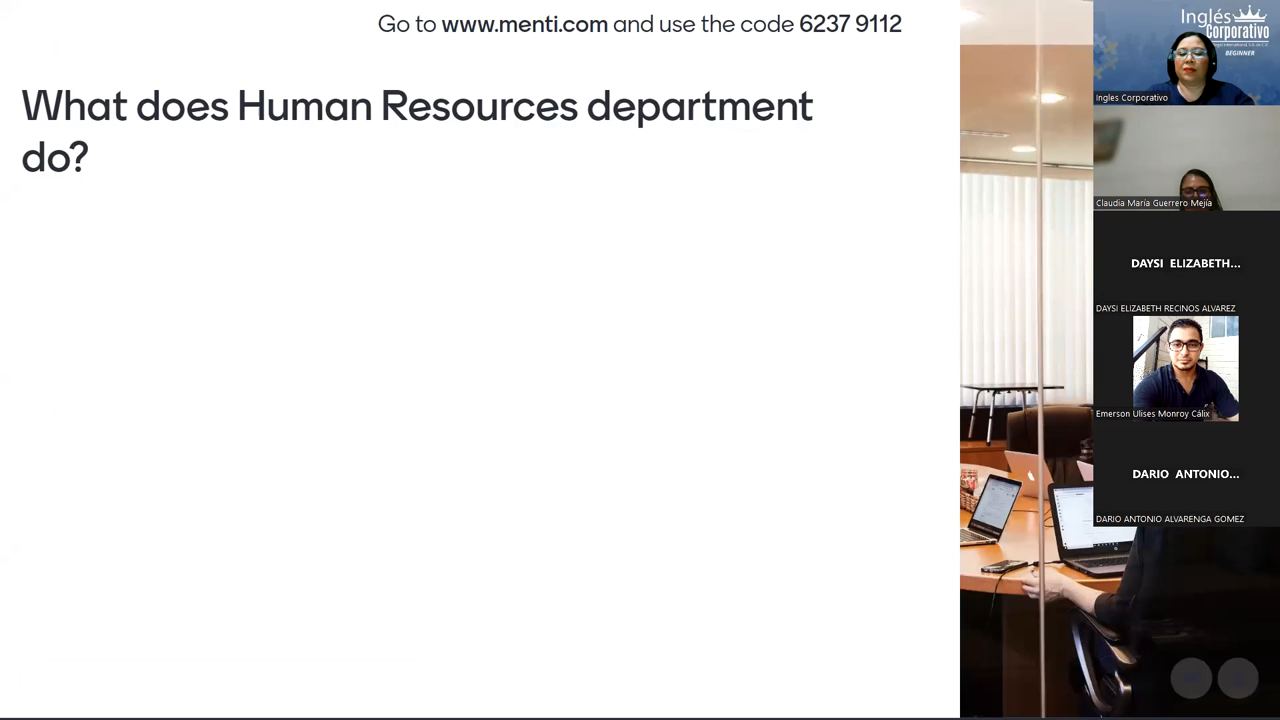 Go to www.menti.com and use the code 6237 9112
What does Human Resources department
do?
Inglés
Corporativo
BEGINNER
Ingles Corporativo
Claudia María Guerrero Mejía
DAYSI ELIZABETH...
DAYSI ELIZABETH RECINOS ALVAREZ
Emerson Ulises Monroy Cálix
DARIO ANTONIO...
DARIO ANTONIO ALVARENGA GOMEZ